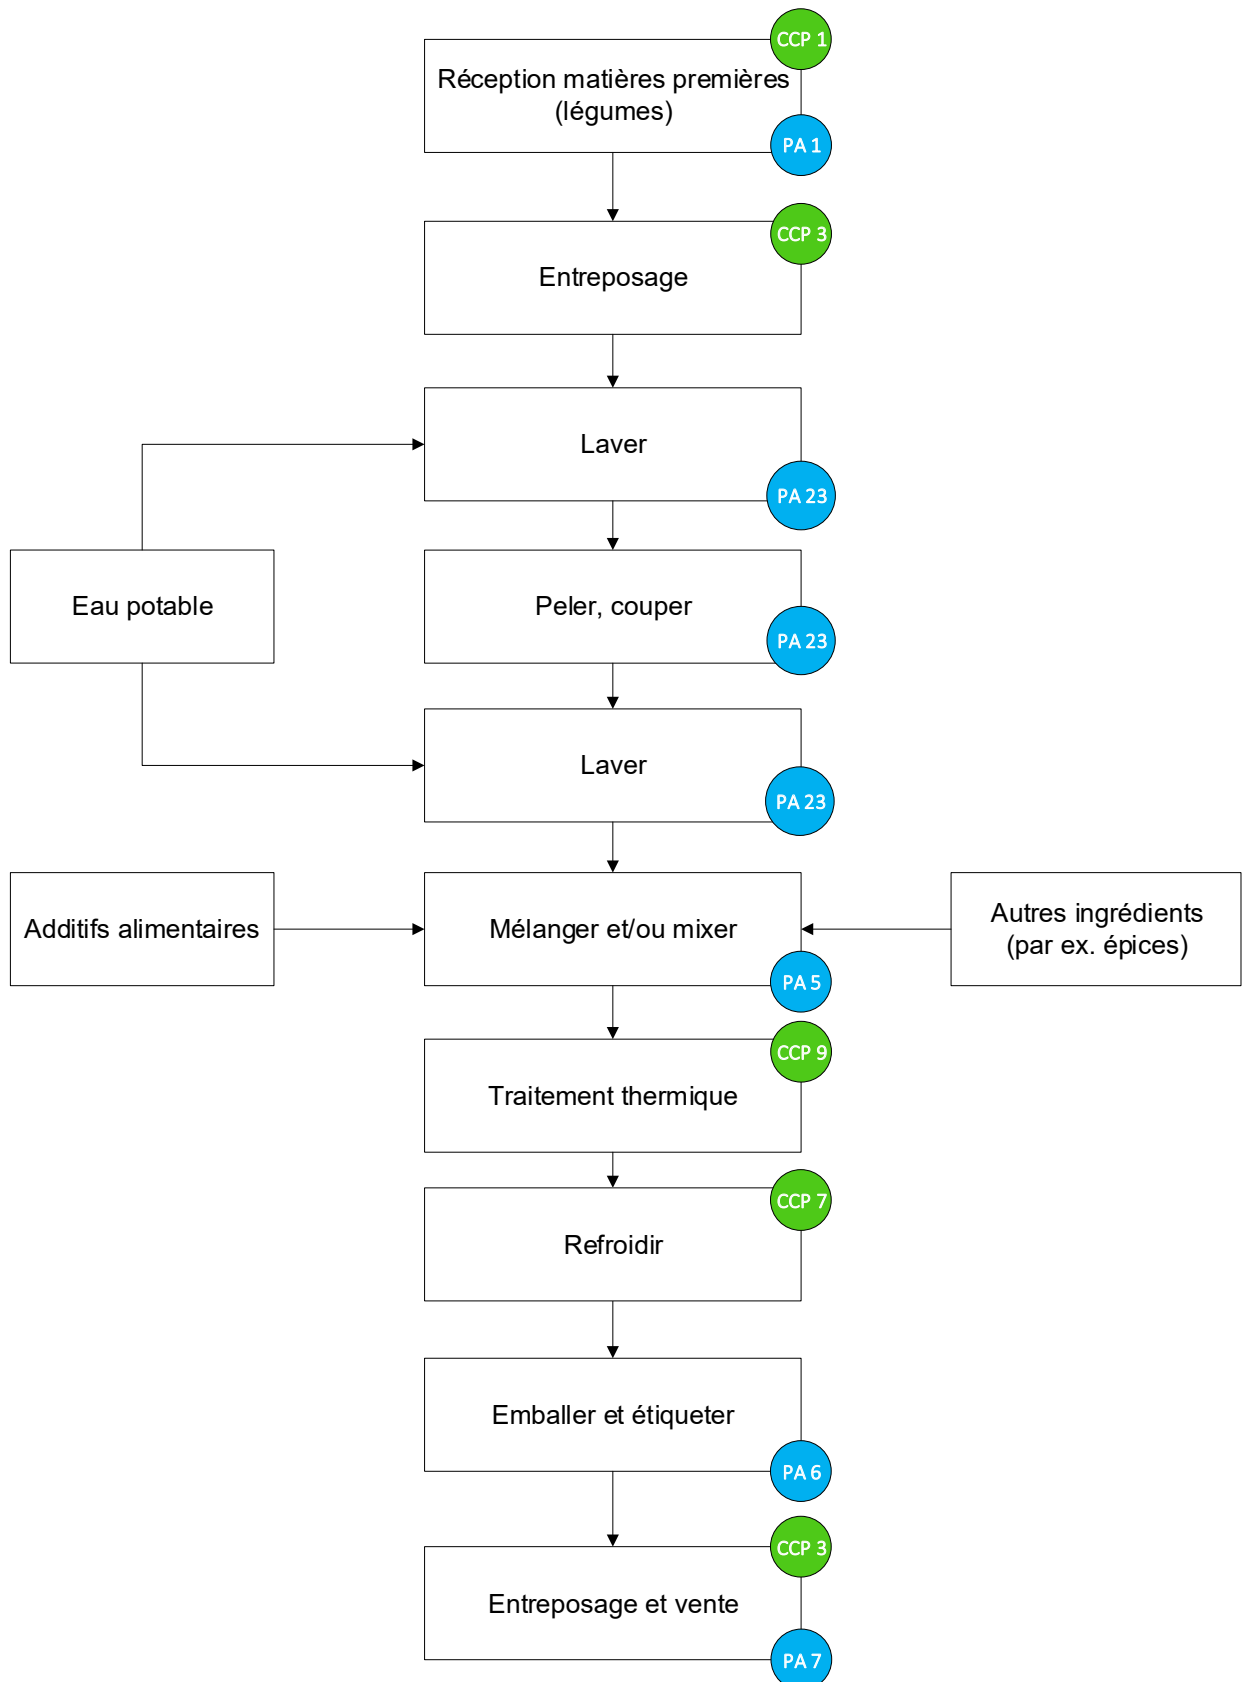 CCP 1
Réception matières premières
(légumes)
PA 1
CCP 3
Entreposage
Laver
PA 23
Eau potable
Peler, couper
PA 23
Laver
PA 23
Additifs alimentaires
Mélanger et/ou mixer
Autres ingrédients
(par ex. épices)
PA 5
CCP 9
Traitement thermique
CCP 7
Refroidir
Emballer et étiqueter
PA 6
CCP 3
Entreposage et vente
PA 7